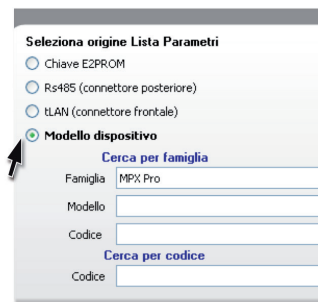 Seleziona origine Lista Parametri
Chiave E2PROM
Rs485 (connettore posteriore)
tLAN (connettore frontale)
Modello dispositivo
Cerca per famiglia
Famiglia MPX Pro
Modello
Codice
Cerca per codice
Codice